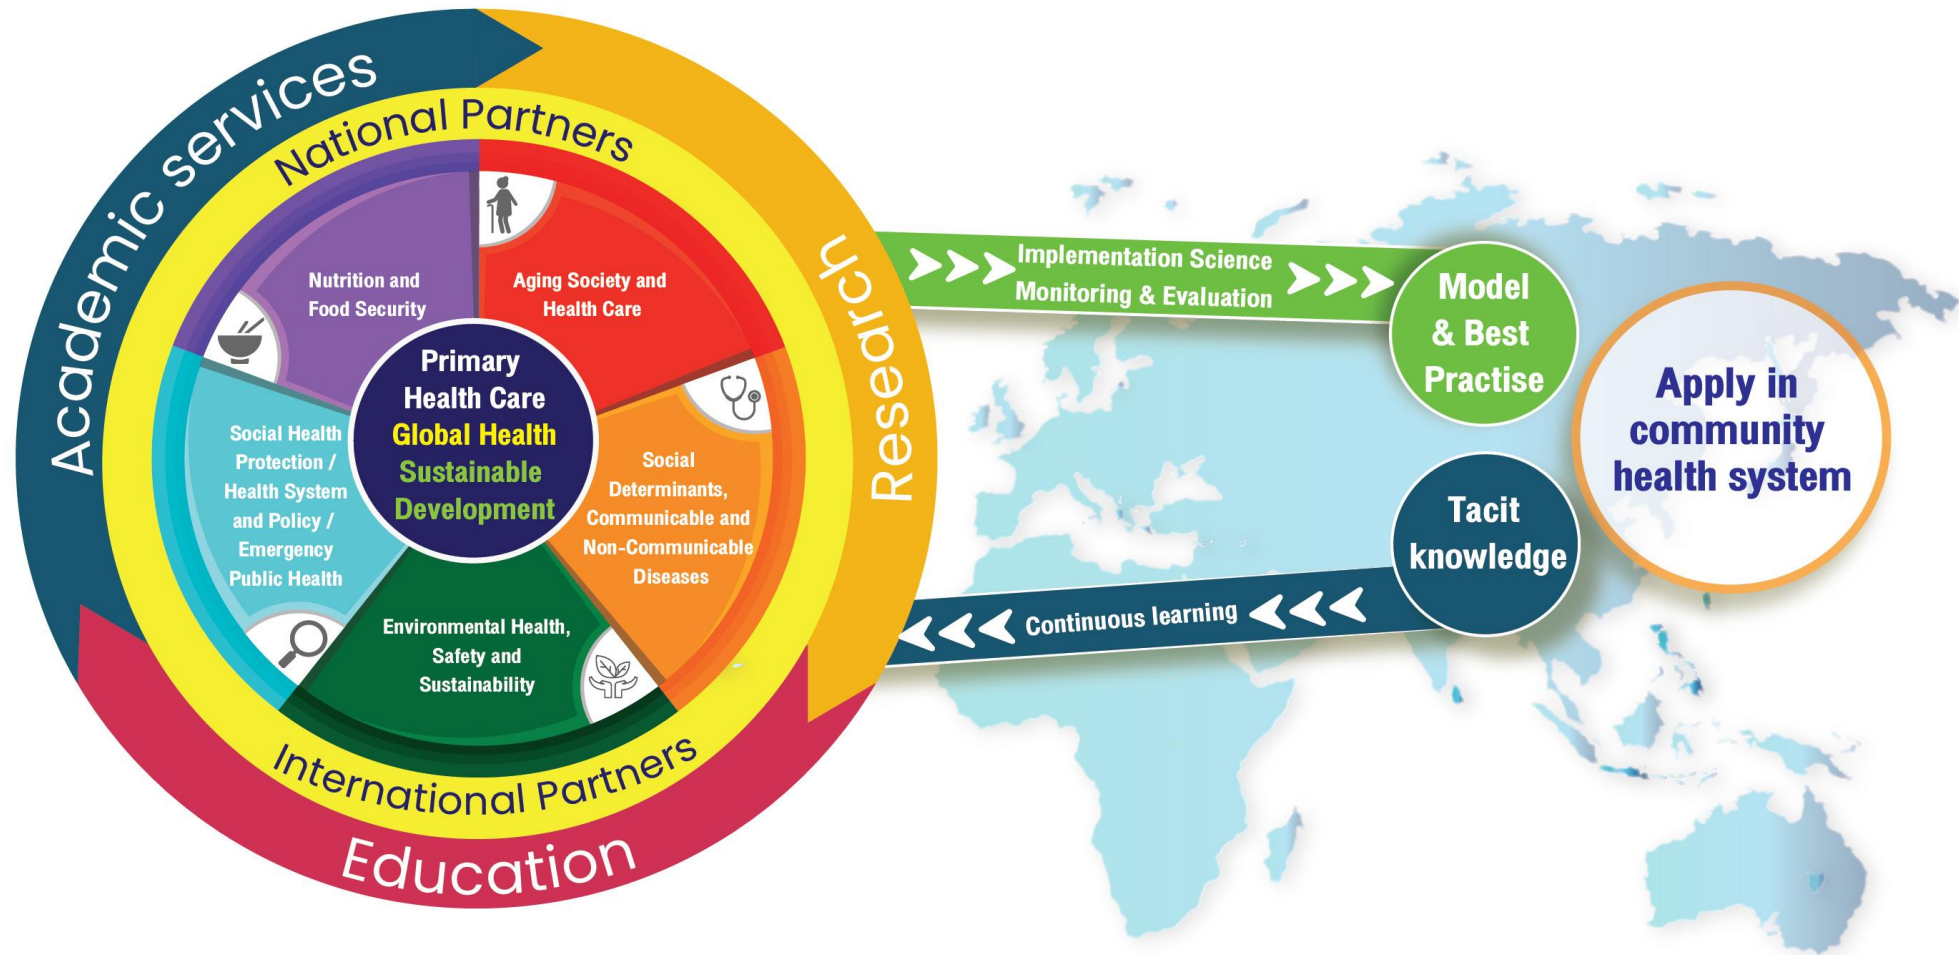 Academic services
National Partners
Research
Nutrition and
Food Security
Aging Society and
Health Care
Primary
Health Care
Global Health
Sustainable
Development
Social Health
Protection /
Health System
and Policy /
Emergency
Public Health
Social
Determinants,
Communicable and
Non-Communicable
Diseases
Environmental Health,
Safety and
Sustainability
International Partners
Education
Implementation Science
Monitoring & Evaluation
Model
& Best
Practise
Apply in
community
health system
Tacit
knowledge
Continuous learning